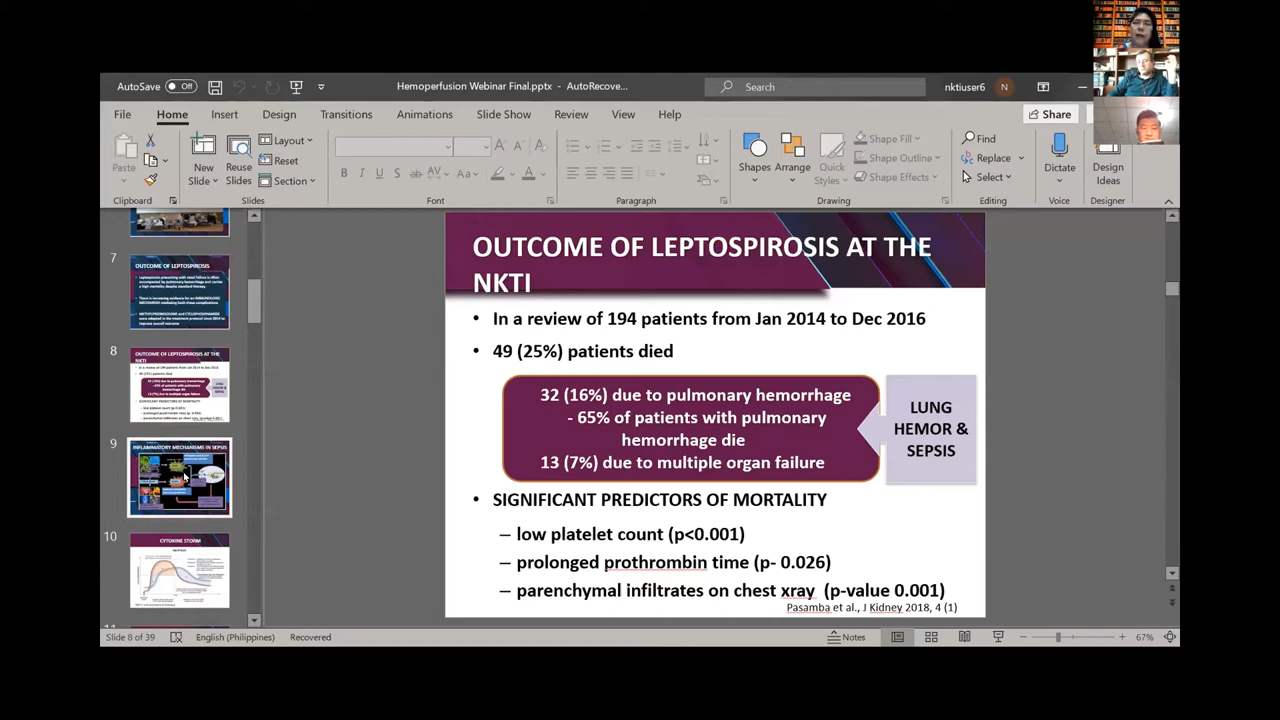 AutoSave Off
Hemoperfusion Webinar Final.pptx - AutoRecove...
Search
nktiuser6
N
File Home Insert Design Transitions Animations Slide Show Review View Help
Share
Paste
New
Slide
Reuse
Slides
Layout
Reset
Section
Shapes
Arrange
Quick
Styles
Shape Fill
Shape Outline
Shape Effects
Find
Replace
Select
Dictate
Design
Ideas
Clipboard
Slides
Font
Paragraph
Drawing
Editing
Voice
Designer
7
OUTCOME OF LEPTOSPIROSIS
8
OUTCOME OF LEPTOSPIROSIS AT THE
NKTI
9
INFLAMMATORY MECHANISMS IN SEPSIS
10
CYTOKINE STORM
OUTCOME OF LEPTOSPIROSIS AT THE
NKTI
• In a review of 194 patients from Jan 2014 to Dec 2016
• 49 (25%) patients died
32 (16%) due to pulmonary hemorrhage
- 65% of patients with pulmonary
hemorrhage die
13 (7%) due to multiple organ failure
LUNG
HEMOR &
SEPSIS
• SIGNIFICANT PREDICTORS OF MORTALITY
– low platelet count (p<0.001)
– prolonged prothrombin time (p- 0.026)
– parenchymal infiltrates on chest xray (p-value 0.001)
Pasamba et al., J Kidney 2018, 4 (1)
Slide 8 of 39
English (Philippines)
Recovered
Notes
67%